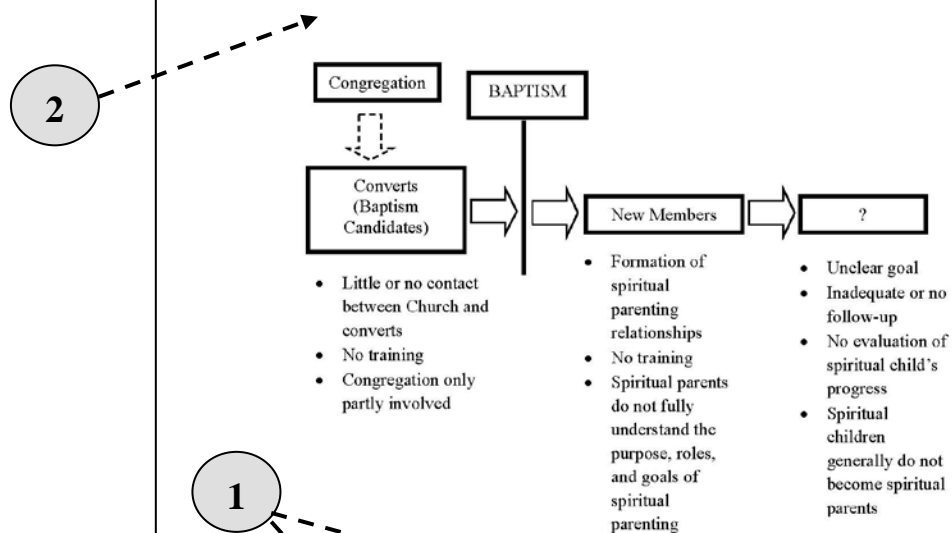 2
Congregation
BAPTISM
Converts
(Baptism
Candidates)
New Members
?
• Little or no contact
between Church and
converts
• No training
• Congregation only
partly involved
• Formation of
spiritual
parenting
relationships
• No training
• Spiritual parents
do not fully
understand the
purpose, roles,
and goals of
spiritual
parenting
• Unclear goal
• Inadequate or no
follow-up
• No evaluation of
spiritual child's
progress
• Spiritual
children
generally do not
become spiritual
parents
1